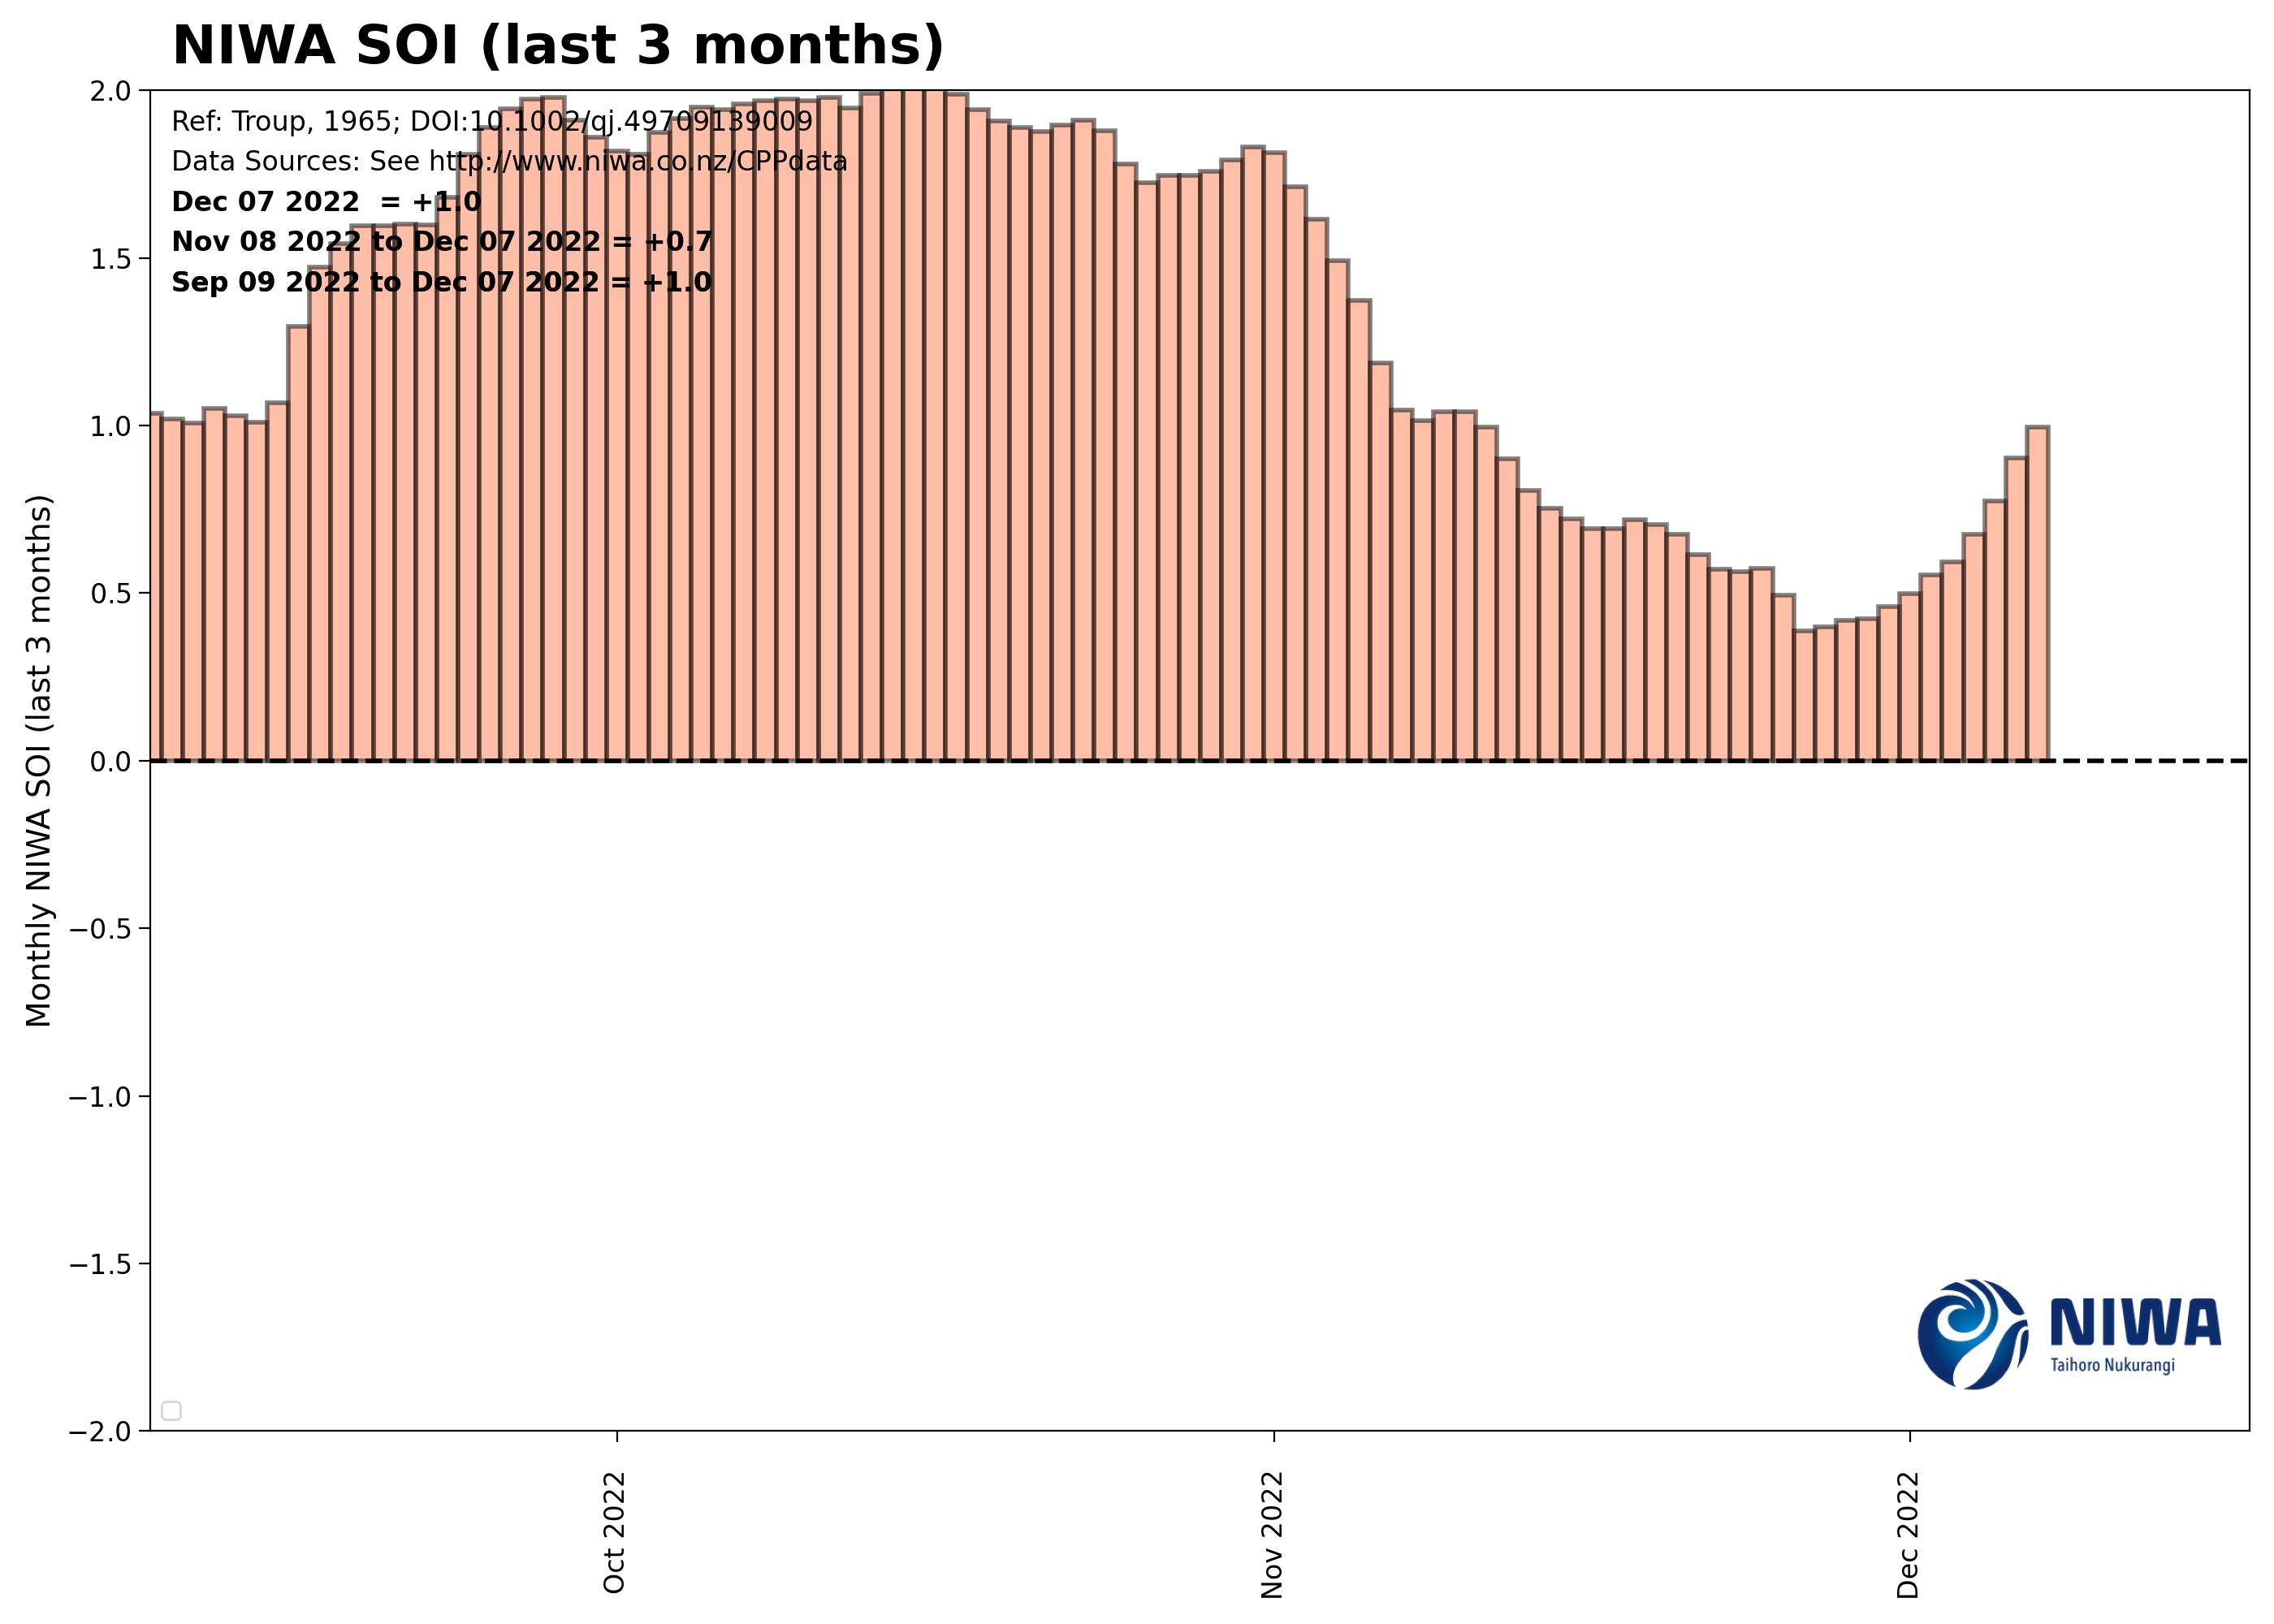 NIWA SOI (last 3 months)
Ref: Troup, 1965; DOI:10.1002/qj.49709139009
Data Sources: See http://www.niwa.co.nz/CPPdata
Dec 07 2022 = +1.0
Nov 08 2022 to Dec 07 2022 = +0.7
Sep 09 2022 to Dec 07 2022 = +1.0
Monthly NIWA SOI (last 3 months)
2.0
1.5
1.0
0.5
0.0
−0.5
−1.0
−1.5
−2.0
Oct 2022
Nov 2022
Dec 2022
NIWA
Taihoro Nukurangi